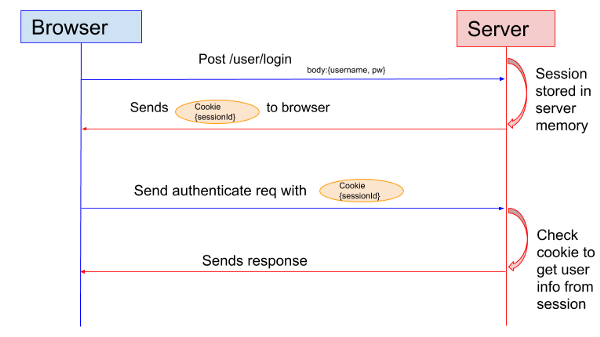 Browser
Server
Post /user/login
body:{username, pw}
Session
stored in
server
memory
Sends
Cookie
{sessionId}
to browser
Send authenticate req with
Cookie
{sessionId}
Check
cookie to
get user
info from
session
Sends response